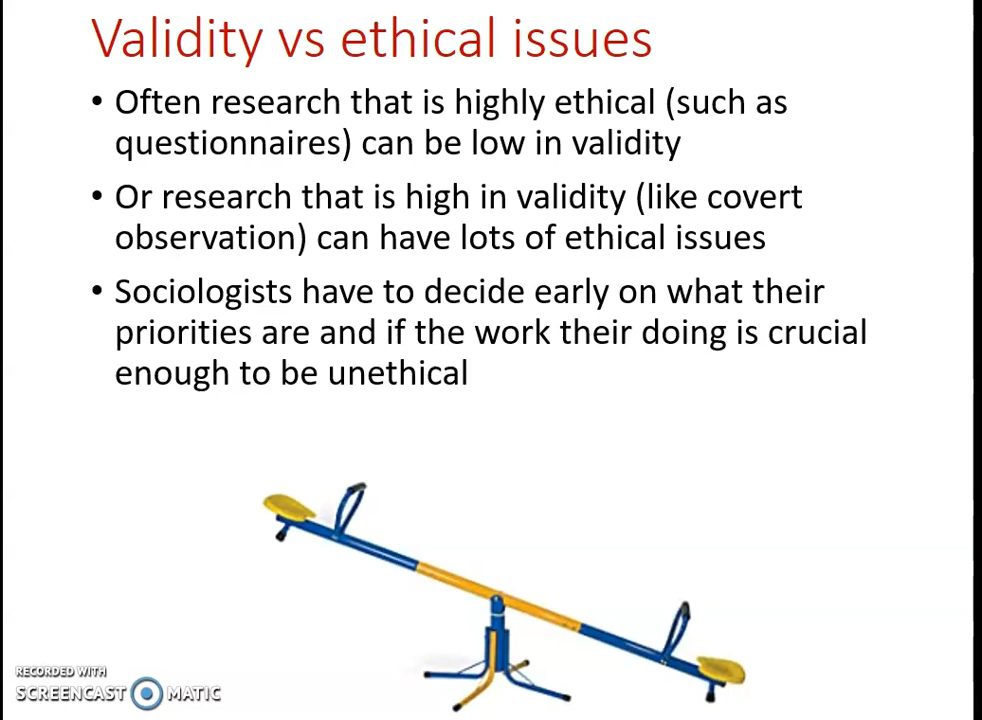 Validity vs ethical issues
• Often research that is highly ethical (such as
questionnaires) can be low in validity
• Or research that is high in validity (like covert
observation) can have lots of ethical issues
• Sociologists have to decide early on what their
priorities are and if the work their doing is crucial
enough to be unethical
RECORDED WITH
SCREENCAST MATIC